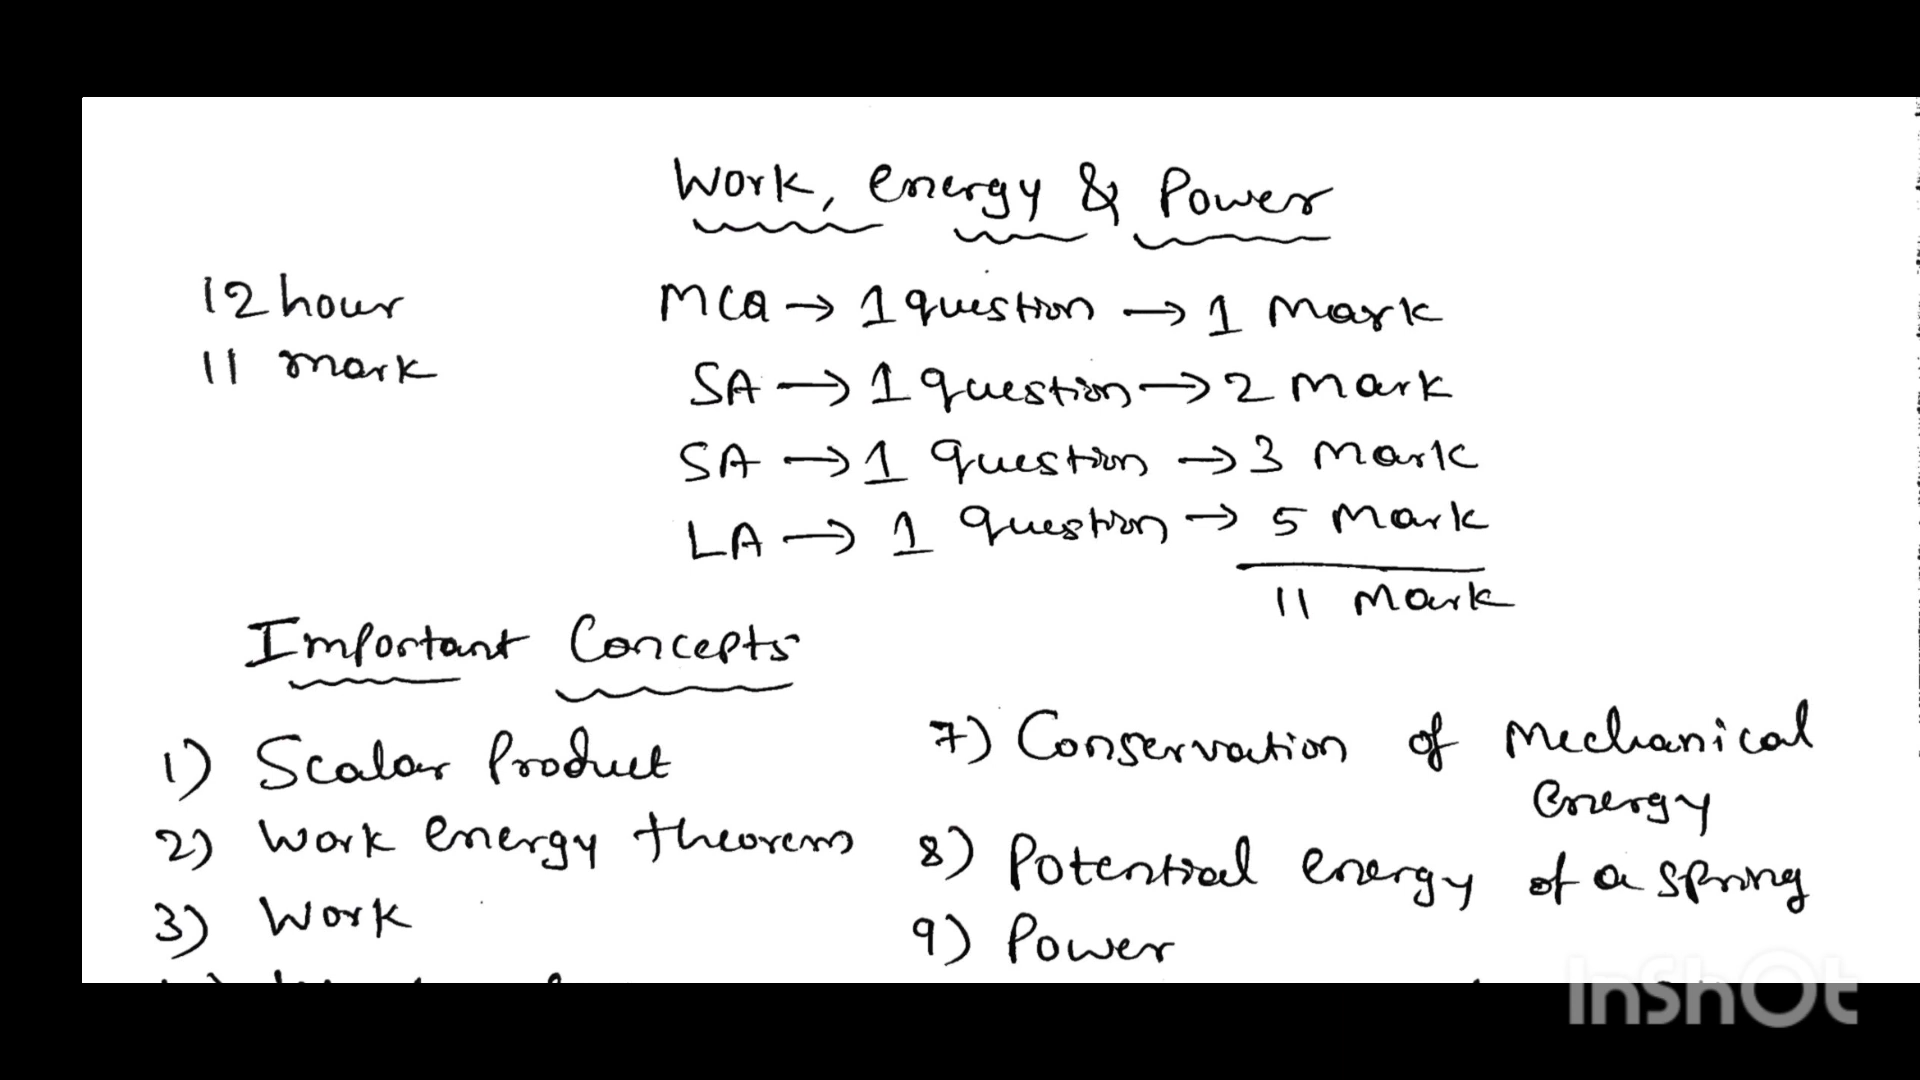 Work, energy & Power
12 hour
11 mark
MCQ → 1 question → 1 Mark
SA → 1 question → 2 Mark
SA → 1 question → 3 Mark
LA → 1 question → 5 Mark
11 Mark
Important Concepts
1) Scalar Product
2) Work energy theorem
3) Work
7) Conservation of Mechanical
energy
8) Potential energy of a spring
9) Power
InShOt